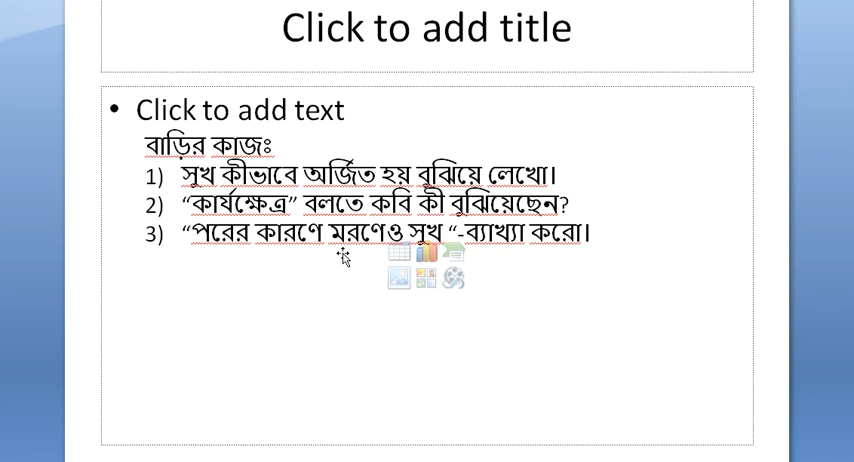 Click to add title
• Click to add text
বাড়ির কাজঃ
1) সুখ কীভাবে অর্জিত হয় বুঝিয়ে লেখো।
2) “কার্যক্ষেত্র” বলতে কবি কী বুঝিয়েছেন?
3) “পরের কারণে মরণেও সুখ “-ব্যাখ্যা করো।